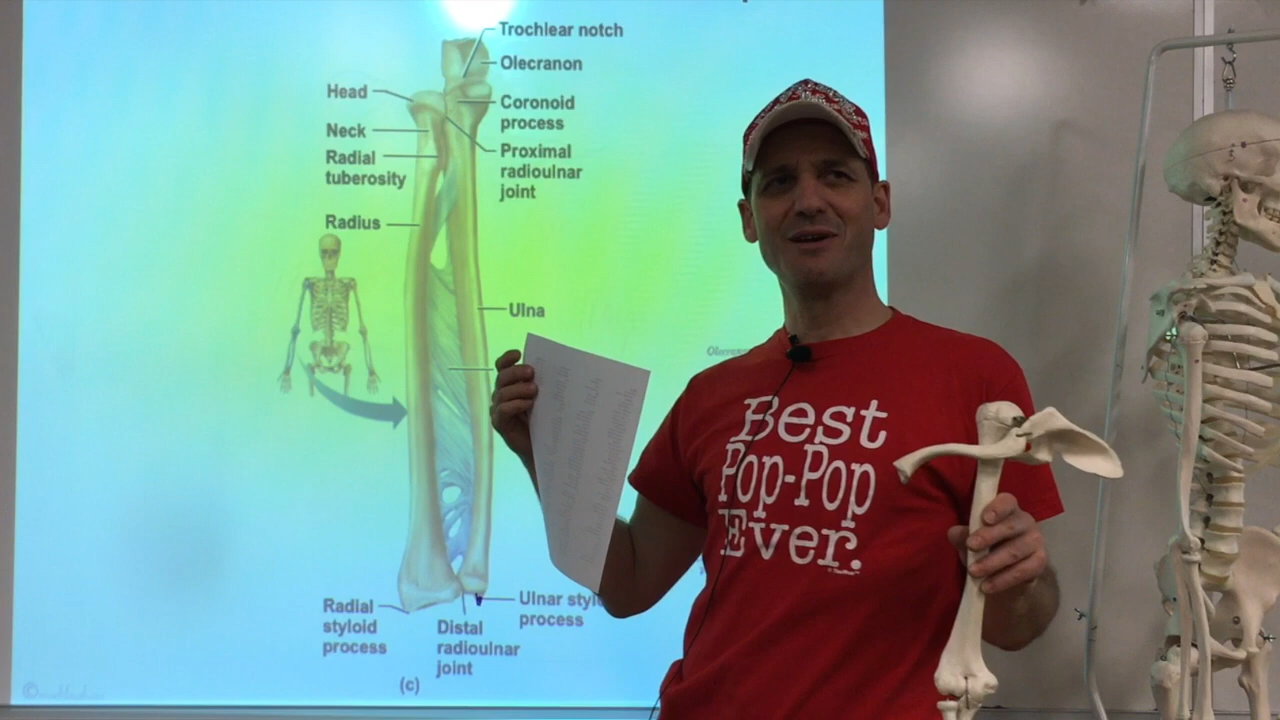 Trochlear notch
Olecranon
Head
Coronoid
process
Neck
Radial
tuberosity
Proximal
radioulnar
joint
Radius
Ulna
Radial
styloid
process
Distal
radioulnar
joint
Ulnar
process
(c)
Best
Pop-Pop
Ever.